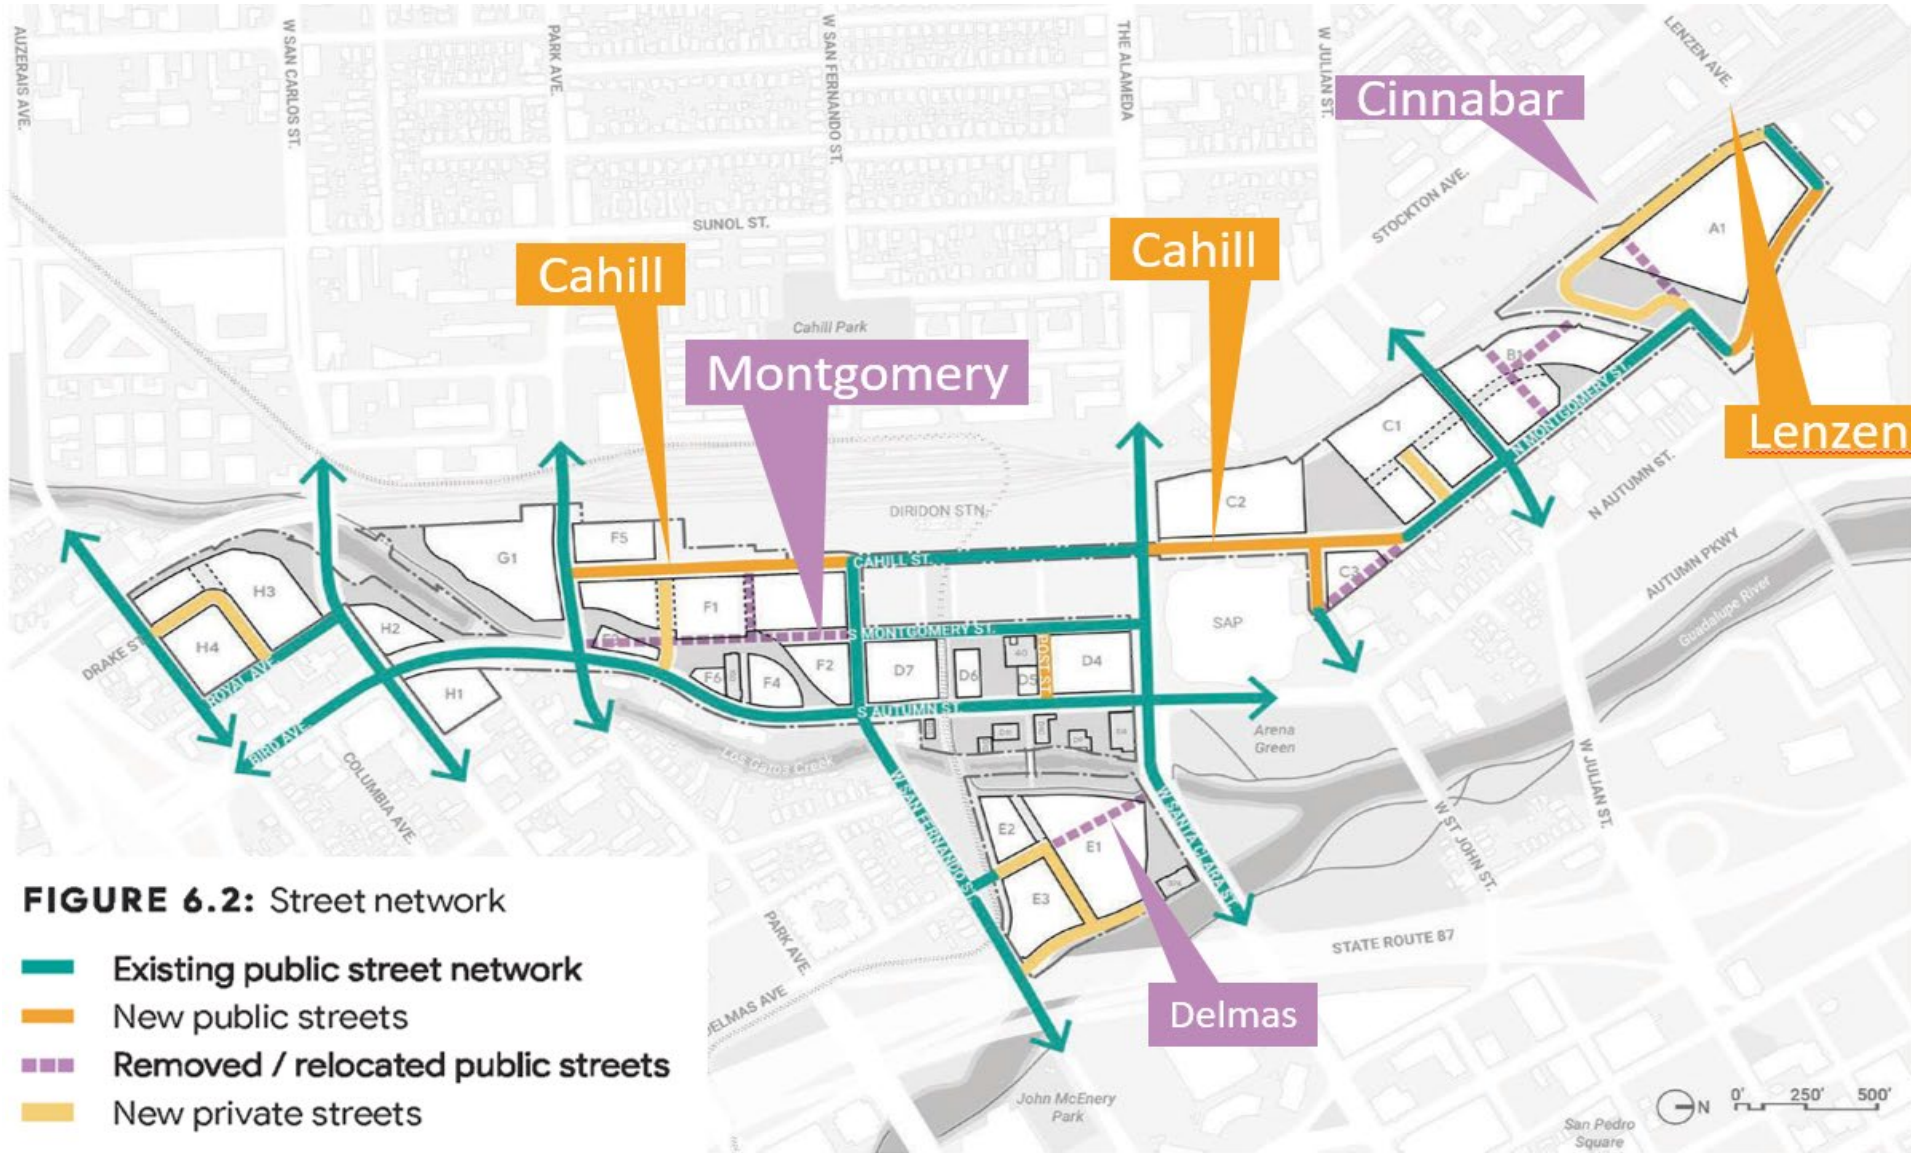 AUZERAIS AVE.
W SAN CARLOS ST.
PARK AVE.
W SAN FERNANDO ST.
THE ALAMEDA
W JULIAN ST.
LENZEN AVE.
Cinnabar
STOCKTON AVE.
SUNOL ST.
Cahill
Cahill
A1
Cahill Park
Montgomery
B1
C1
Lenzen
N MONTGOMERY ST.
N AUTUMN ST.
C2
DIRIDON STN.
AUTUMN PKWY
G1
F5
CAHILL ST.
C3
Guadalupe River
H3
F1
H2
S MONTGOMERY ST.
SAP
H4
DRAKE ST.
F2
D7
D6
40
D5
POST ST.
D4
F6
F4
H1
ROYAL AVE.
S AUTUMN ST.
BIRD AVE.
Arena
Green
Los Gatos Creek
COLUMBIA AVE.
W SAN FERNANDO ST.
W SANTA CLARA ST.
W JULIAN ST.
W ST JOHN ST.
E2
E1
E3
FIGURE 6.2: Street network
PARK AVE.
STATE ROUTE 87
Existing public street network
New public streets
Removed / relocated public streets
New private streets
DELMAS AVE
Delmas
John McEnery
Park
N
0' 250' 500'
San Pedro
Square